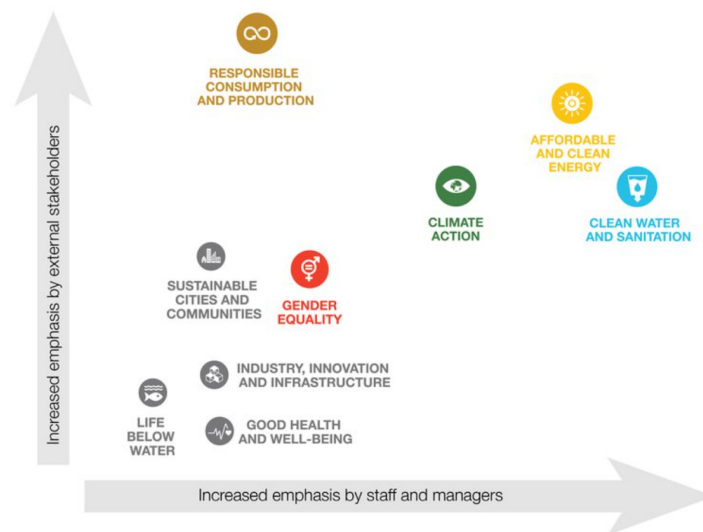 RESPONSIBLE
CONSUMPTION
AND PRODUCTION
AFFORDABLE
AND CLEAN
ENERGY
CLIMATE
ACTION
CLEAN WATER
AND SANITATION
SUSTAINABLE
CITIES AND
COMMUNITIES
GENDER
EQUALITY
INDUSTRY, INNOVATION
AND INFRASTRUCTURE
LIFE
BELOW
WATER
GOOD HEALTH
AND WELL-BEING
Increased emphasis by external stakeholders
Increased emphasis by staff and managers